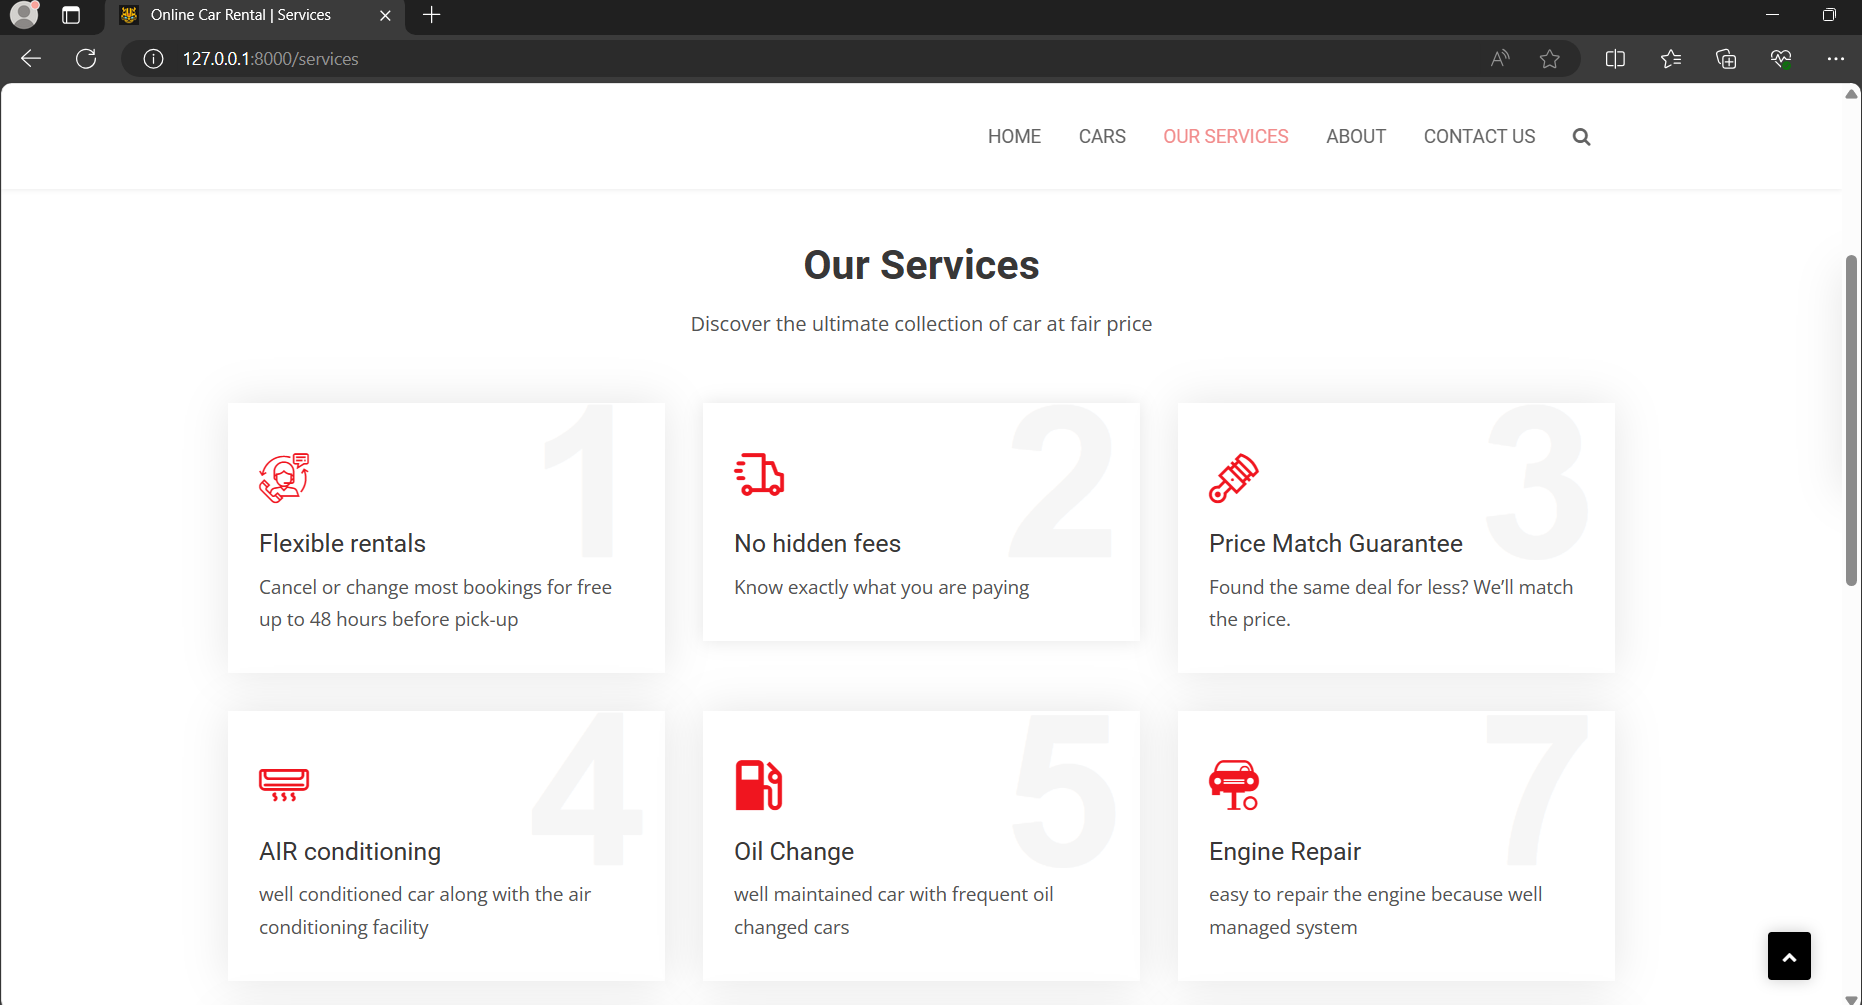 Online Car Rental | Services
127.0.0.1:8000/services
HOME CARS OUR SERVICES ABOUT CONTACT US
Our Services
Discover the ultimate collection of car at fair price
1
Flexible rentals
Cancel or change most bookings for free
up to 48 hours before pick-up
2
No hidden fees
Know exactly what you are paying
3
Price Match Guarantee
Found the same deal for less? We’ll match
the price.
4
AIR conditioning
well conditioned car along with the air
conditioning facility
5
Oil Change
well maintained car with frequent oil
changed cars
7
Engine Repair
easy to repair the engine because well
managed system